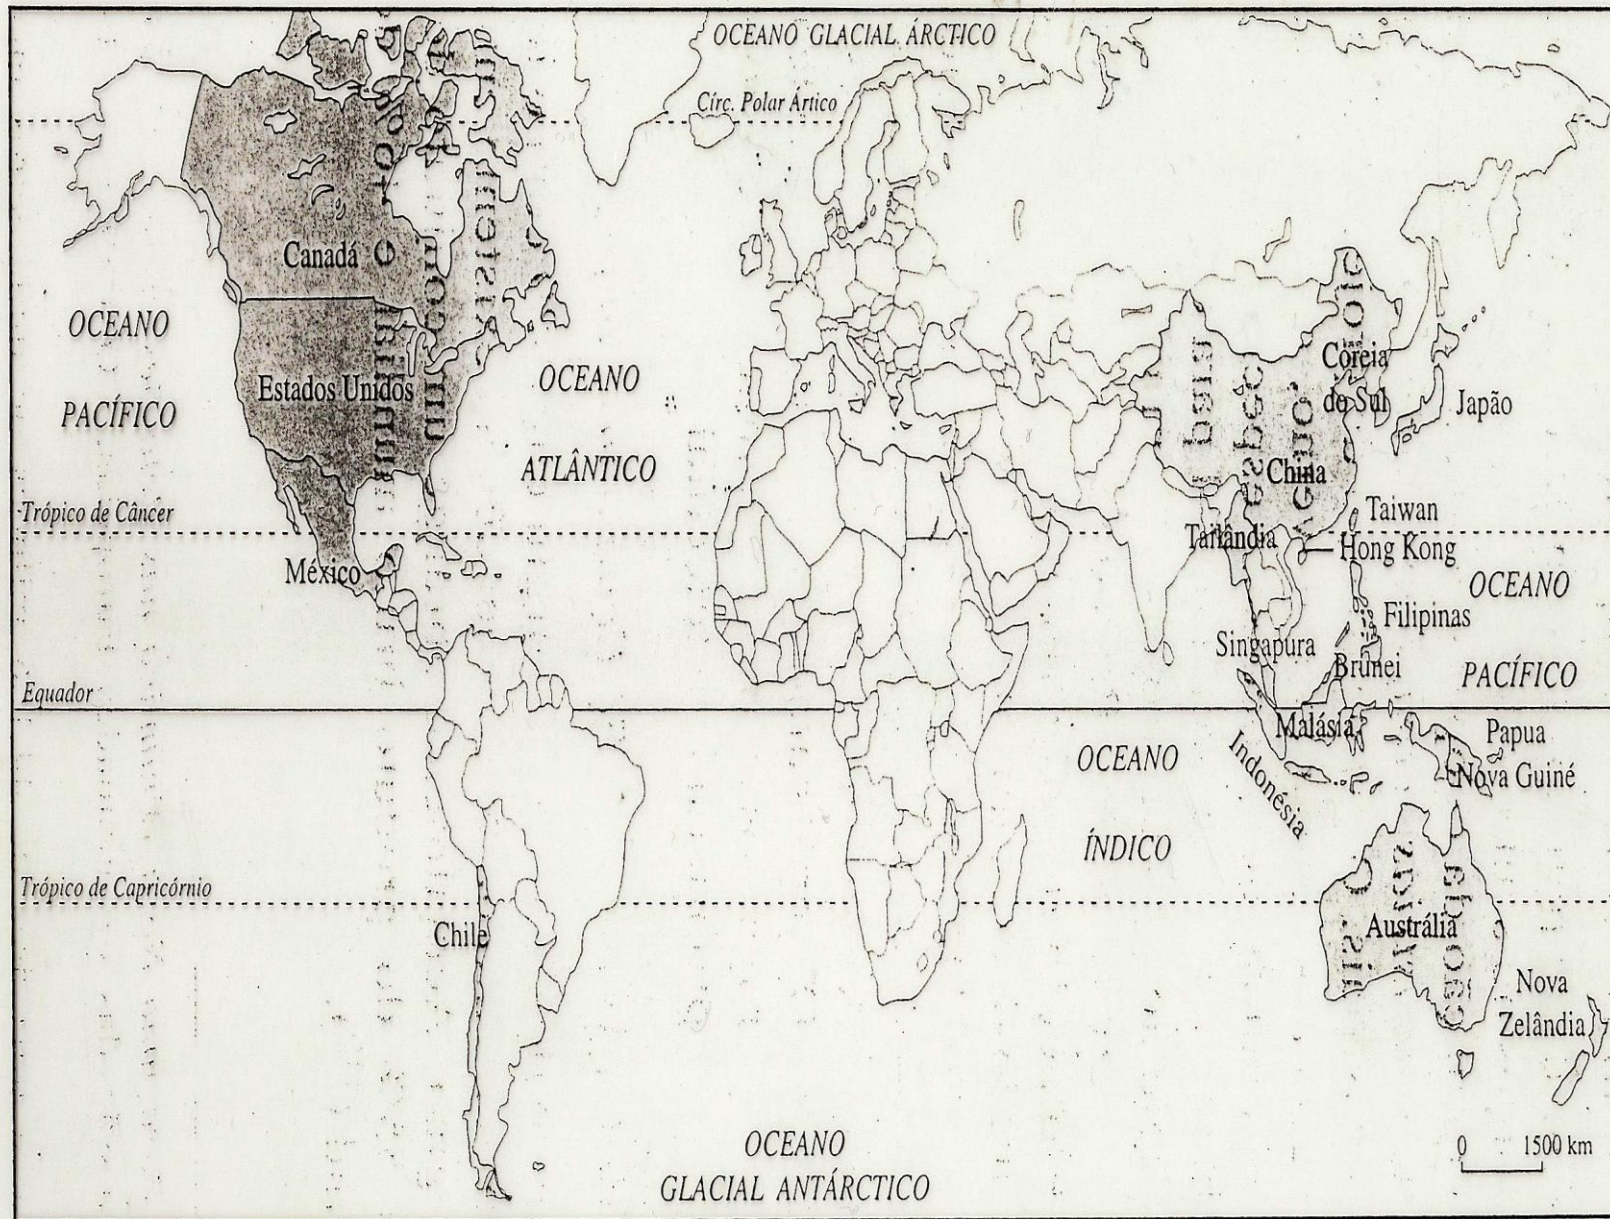 OCEANO GLACIAL ÁRCTICO
Círc. Polar Ártico
Canadá
OCEANO
PACÍFICO
Estados Unidos
OCEANO
ATLÂNTICO
Coreia
do Sul
Japão
China
Trópico de Câncer
Taiwan
Tailândia
Hong Kong
México
OCEANO
PACÍFICO
Filipinas
Singapura
Brunei
Equador
Malásia
Indonésia
Papua
Nova Guiné
OCEANO
ÍNDICO
Trópico de Capricórnio
Chile
Austrália
Nova
Zelândia
OCEANO
GLACIAL ANTÁRCTICO
0 1500 km